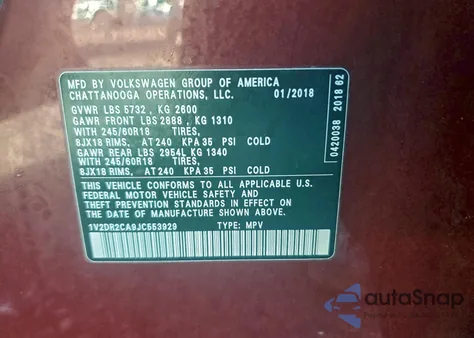 MFD. BY VOLKSWAGEN GROUP OF AMERICA
CHATTANOOGA OPERATIONS, LLC. 01/2018
GVWR LBS 5732 , KG 2600
GAWR FRONT LBS 2888 , KG 1310
WITH 245/60R18 TIRES,
8JX18 RIMS, AT 240 KPA 35 PSI COLD
GAWR REAR LBS 2954, KG 1340
WITH 245/60R18 TIRES,
8JX18 RIMS, AT 240 KPA 35 PSI COLD
THIS VEHICLE CONFORMS TO ALL APPLICABLE U.S.
FEDERAL MOTOR VEHICLE SAFETY AND
THEFT PREVENTION STANDARDS IN EFFECT ON THE
DATE OF MANUFACTURE SHOWN ABOVE.
1V2DR2CA9JC553929 TYPE: MPV
0420038 2018 62
autoSnap